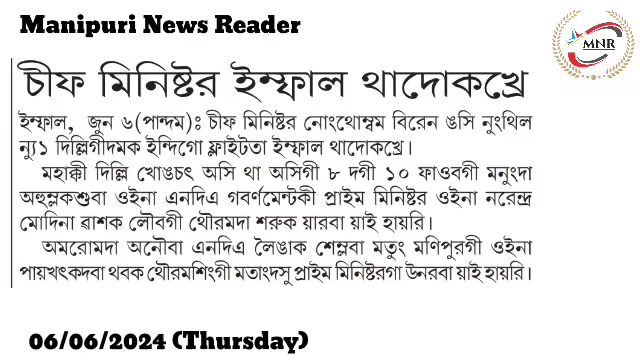 Manipuri News Reader
MNR
চীফ মিনিষ্টর ইম্ফাল থাদোকখ্রে
ইম্ফাল, জুন ৬(পান্দম)ঃ চীফ মিনিষ্টর নোংথোম্বম বিরেন ঙসি নুংথিল
ন্যু১ দিল্লিগীদমক ইন্দিগো ফ্লাইটতা ইম্ফাল থাদোকখ্রে।
মহাক্কী দিল্লি খোঙচৎ অসি থা অসিগী ৮ দগী ১০ ফাওবগী মনুংদা
অহুম্লকশুবা ওইনা এনদিএ গবর্ণমেন্টকী প্রাইম মিনিষ্টর ওইনা নরেন্দ্র
মোদিনা ৱাশক লৌবগী থৌরমদা শরুক য়ারবা য়াই হায়রি।
অমরোমদা অনৌবা এনদিএ লৈঙাক শেম্লবা মতুং মণিপুরগী ওইনা
পায়খৎকদবা থবক থৌরমশিংগী মতাংদসু প্রাইম মিনিষ্টরগা উনরবা য়াই হায়রি।
06/06/2024 (Thursday)